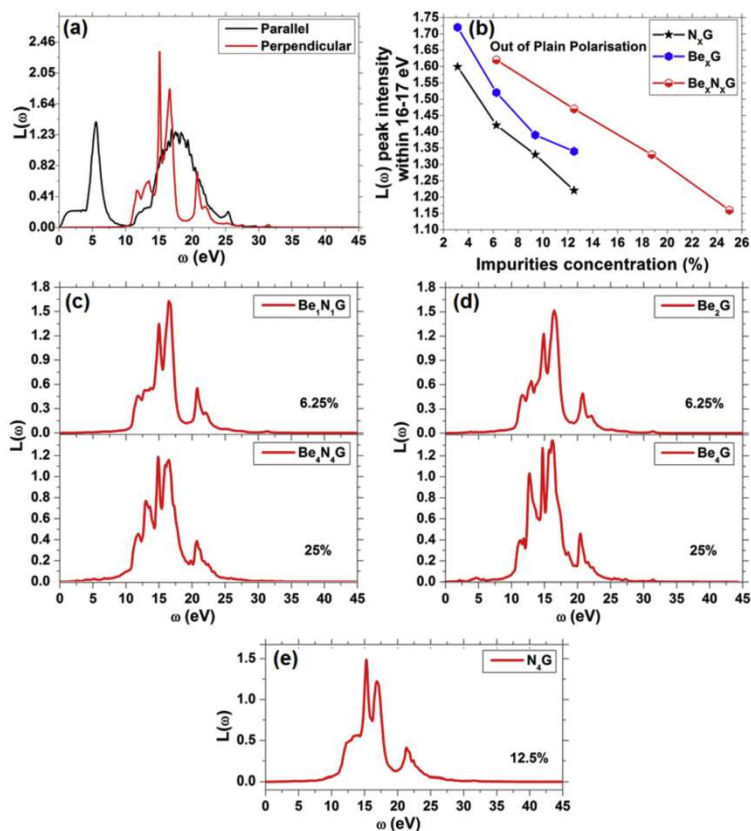 (a)
Parallel
Perpendicular
L(ω)
2.46
2.05
1.64
1.23
0.82
0.41
0.00
0 5 10 15 20 25 30 35 40 45
ω (eV)
(b)
Out of Plain Polarisation
NₓG
BeₓG
BeₓNₓG
L(ω) peak intensity
within 16-17 eV
1.75
1.70
1.65
1.60
1.55
1.50
1.45
1.40
1.35
1.30
1.25
1.20
1.15
1.10
2 4 6 8 10 12 14 16 18 20 22 24 26
Impurities concentration (%)
(c)
Be₁N₁G
6.25%
1.8
1.5
1.2
0.9
0.6
0.3
0.0
L(ω)
Be₄N₄G
25%
1.2
1.0
0.8
0.6
0.4
0.2
0.0
0 5 10 15 20 25 30 35 40 45
ω (eV)
(d)
Be₂G
6.25%
1.8
1.5
1.2
0.9
0.6
0.3
0.0
L(ω)
Be₄G
25%
1.2
1.0
0.8
0.6
0.4
0.2
0.0
0 5 10 15 20 25 30 35 40 45
ω (eV)
(e)
N₄G
12.5%
L(ω)
1.5
1.0
0.5
0.0
0 5 10 15 20 25 30 35 40 45
ω (eV)